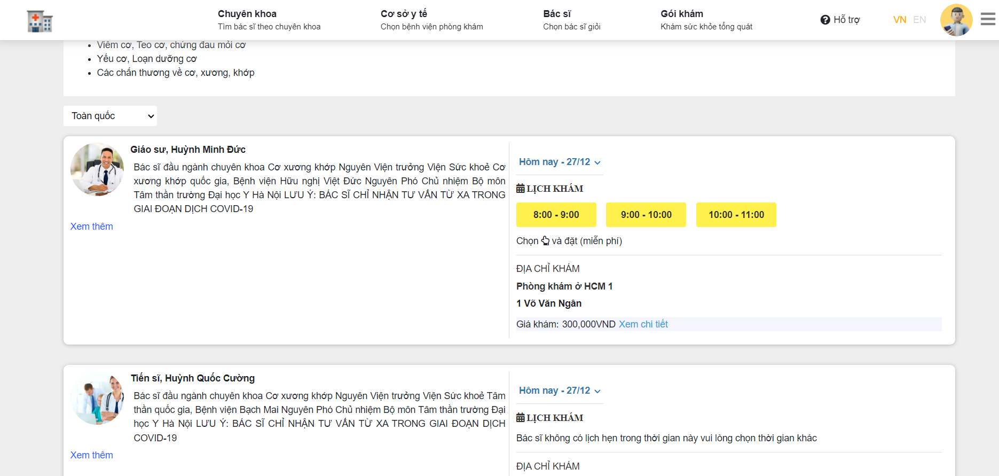 Chuyên khoa
Tìm bác sĩ theo chuyên khoa
Cơ sở y tế
Chọn bệnh viện phòng khám
Bác sĩ
Chọn bác sĩ giỏi
Gói khám
Khám sức khỏe tổng quát
Hỗ trợ
VN EN
Viêm cơ, Teo cơ, chứng đau mỏi cơ
Yếu cơ, Loạn dưỡng cơ
Các chấn thương về cơ, xương, khớp
Toàn quốc
Giáo sư, Huỳnh Minh Đức
Bác sĩ đầu ngành chuyên khoa Cơ xương khớp Nguyên Viện trưởng Viện Sức khoẻ Cơ
xương khớp quốc gia, Bệnh viện Hữu nghị Việt Đức Nguyên Phó Chủ nhiệm Bộ môn
Tâm thần trường Đại học Y Hà Nội LƯU Ý: BÁC SĨ CHỈ NHẬN TƯ VẤN TỪ XA TRONG
GIAI ĐOẠN DỊCH COVID-19
Xem thêm
Hôm nay - 27/12
LỊCH KHÁM
8:00 - 9:00
9:00 - 10:00
10:00 - 11:00
Chọn và đặt (miễn phí)
ĐỊA CHỈ KHÁM
Phòng khám ở HCM 1
1 Võ Văn Ngân
Giá khám: 300,000VND Xem chi tiết
Tiến sĩ, Huỳnh Quốc Cường
Bác sĩ đầu ngành chuyên khoa Cơ xương khớp Nguyên Viện trưởng Viện Sức khoẻ Tâm
thần quốc gia, Bệnh viện Bạch Mai Nguyên Phó Chủ nhiệm Bộ môn Tâm thần trường Đại
học Y Hà Nội LƯU Ý: BÁC SĨ CHỈ NHẬN TƯ VẤN TỪ XA TRONG GIAI ĐOẠN DỊCH
COVID-19
Xem thêm
Hôm nay - 27/12
LỊCH KHÁM
Bác sĩ không có lịch hẹn trong thời gian này vui lòng chọn thời gian khác
ĐỊA CHỈ KHÁM